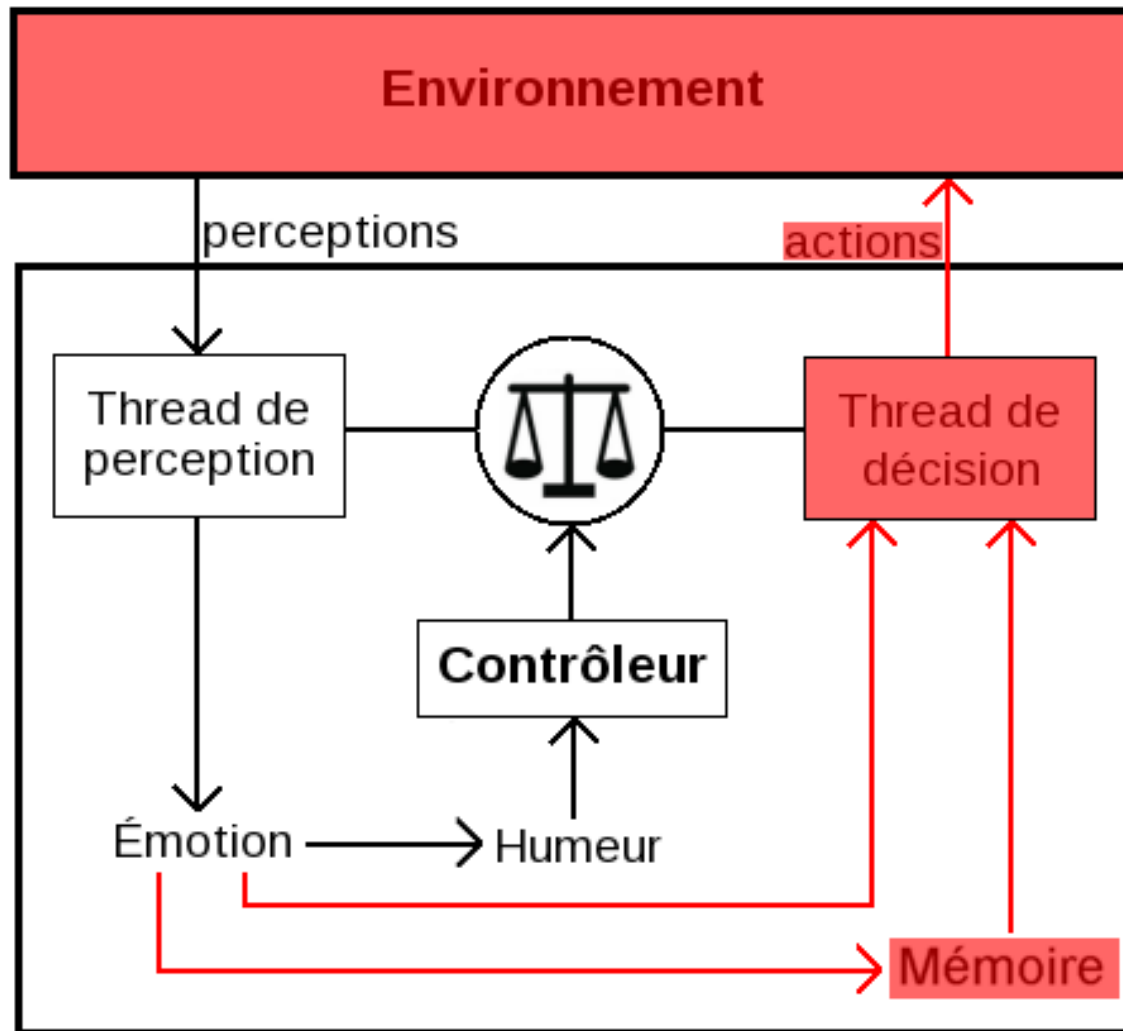 Environnement
perceptions
actions
Thread de
perception
Thread de
décision
Contrôleur
Émotion
Humeur
Mémoire